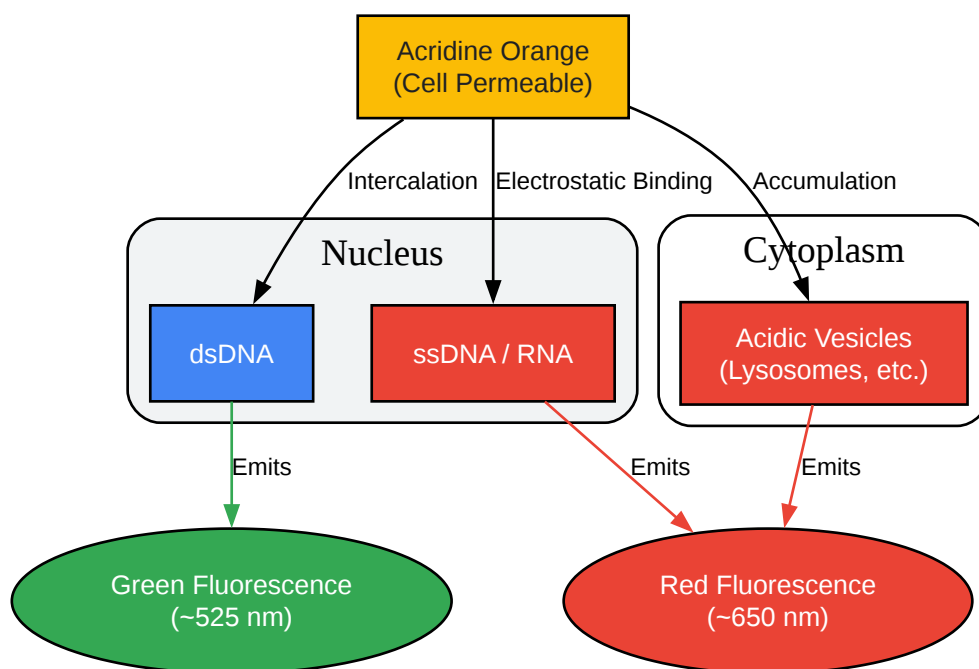 Acridine Orange
(Cell Permeable)
Intercalation
Electrostatic Binding
Accumulation
Nucleus
Cytoplasm
dsDNA
ssDNA / RNA
Acidic Vesicles
(Lysosomes, etc.)
Emits
Emits
Emits
Green Fluorescence
(~525 nm)
Red Fluorescence
(~650 nm)